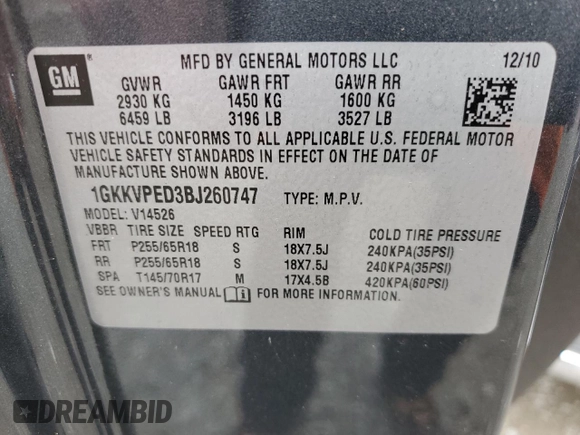 GM
MFD BY GENERAL MOTORS LLC 12/10
GVWR GAWR FRT GAWR RR
2930 KG 1450 KG 1600 KG
6459 LB 3196 LB 3527 LB
THIS VEHICLE CONFORMS TO ALL APPLICABLE U.S. FEDERAL MOTOR
VEHICLE SAFETY STANDARDS IN EFFECT ON THE DATE OF
MANUFACTURE SHOWN ABOVE.
1GKKVPED3BJ260747 TYPE: M.P.V.
MODEL: V14526
VBBR TIRE SIZE SPEED RTG RIM COLD TIRE PRESSURE
FRT P255/65R18 S 18X7.5J 240KPA(35PSI)
RR P255/65R18 S 18X7.5J 240KPA(35PSI)
SPA T145/70R17 M 17X4.5B 420KPA(60PSI)
SEE OWNER'S MANUAL FOR MORE INFORMATION.
DREAMBID